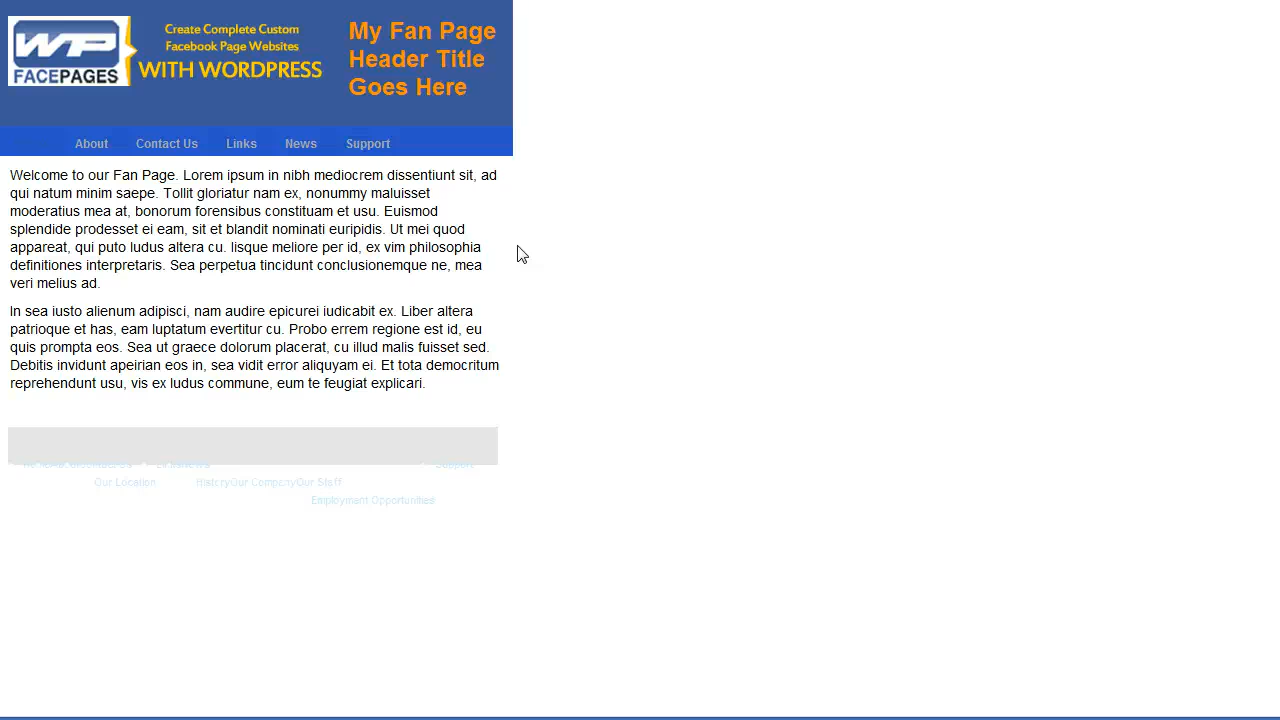 WP
FACEPAGES
Create Complete Custom
Facebook Page Websites
WITH WORDPRESS
My Fan Page
Header Title
Goes Here
About Contact Us Links News Support
Welcome to our Fan Page. Lorem ipsum in nibh mediocrem dissentiunt sit, ad
qui natum minim saepe. Tollit gloriatur nam ex, nonummy maluisset
moderatius mea at, bonorum forensibus constituam et usu. Euismod
splendide prodesset ei eam, sit et blandit nominati euripidis. Ut mei quod
appareat, qui puto ludus altera cu. Iisque meliore per id, ex vim philosophia
definitiones interpretaris. Sea perpetua tincidunt conclusionemque ne, mea
veri melius ad.
In sea iusto alienum adipisci, nam audire epicurei iudicabit ex. Liber altera
patrioque et has, eam luptatum evertitur cu. Probo errem regione est id, eu
quis prompta eos. Sea ut graece dolorum placerat, cu illud malis fuisset sed.
Debitis invidunt apeirian eos in, sea vidit error aliquyam ei. Et tota democritum
reprehendunt usu, vis ex ludus commune, eum te feugiat explicari.
Support
Our Location HistoryOur CompanyOur Staff
Employmant Opportunities